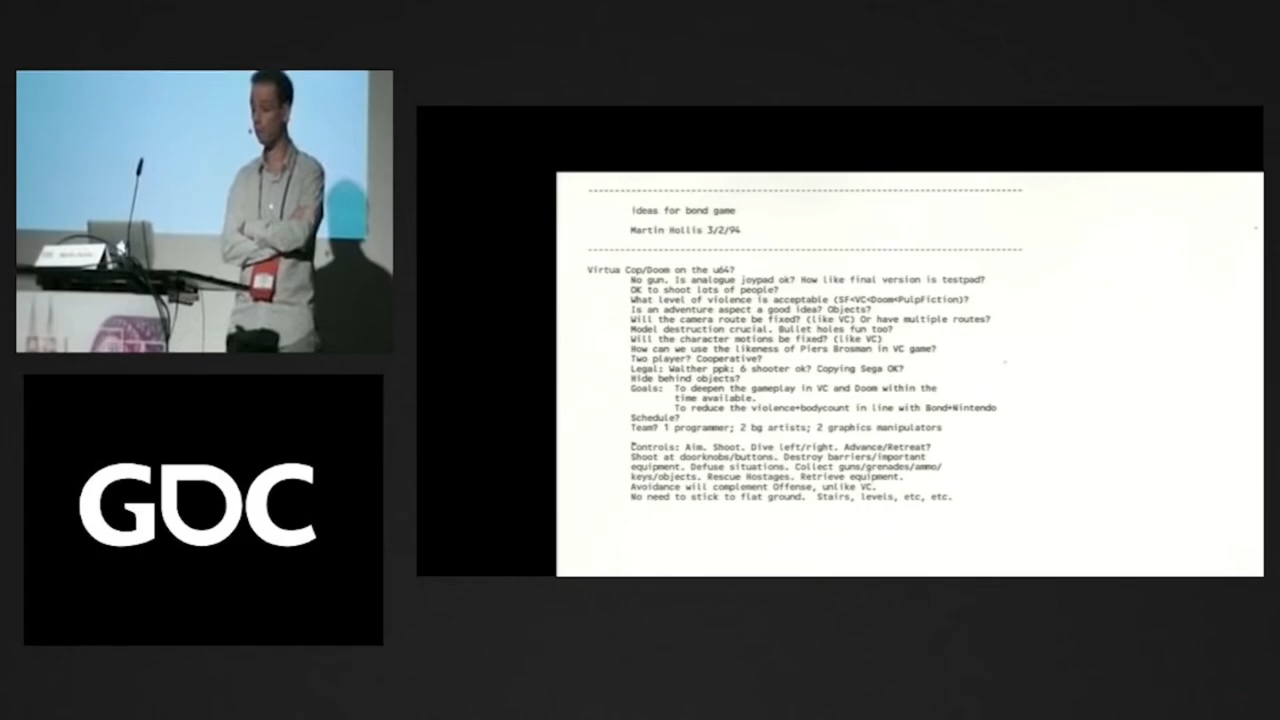 ------------------------------------------------------------
ideas for bond game
Martin Hollis 3/2/94
------------------------------------------------------------
Virtua Cop/Doom on the u64?
No gun. Is analogue joypad ok? How like final version is testpad?
OK to shoot lots of people?
What level of violence is acceptable (SF<VC<Doom<PulpFiction)?
Is an adventure aspect a good idea? Objects?
Will the camera route be fixed? (like VC) Or have multiple routes?
Model destruction crucial. Bullet holes fun too?
Will the character motions be fixed? (like VC)
How can we use the likeness of Piers Brosman in VC game?
Two player? Cooperative?
Legal: Walther ppk: 6 shooter ok? Copying Sega OK?
Hide behind objects?
Goals: To deepen the gameplay in VC and Doom within the
time available.
To reduce the violence+bodycount in line with Bond+Nintendo
Schedule?
Team? 1 programmer; 2 bg artists; 2 graphics manipulators
Controls: Aim. Shoot. Dive left/right. Advance/Retreat?
Shoot at doorknobs/buttons. Destroy barriers/important
equipment. Defuse situations. Collect guns/grenades/ammo/
keys/objects. Rescue Hostages. Retrieve equipment.
Avoidance will complement Offense, unlike VC.
No need to stick to flat ground. Stairs, levels, etc, etc.
GDC